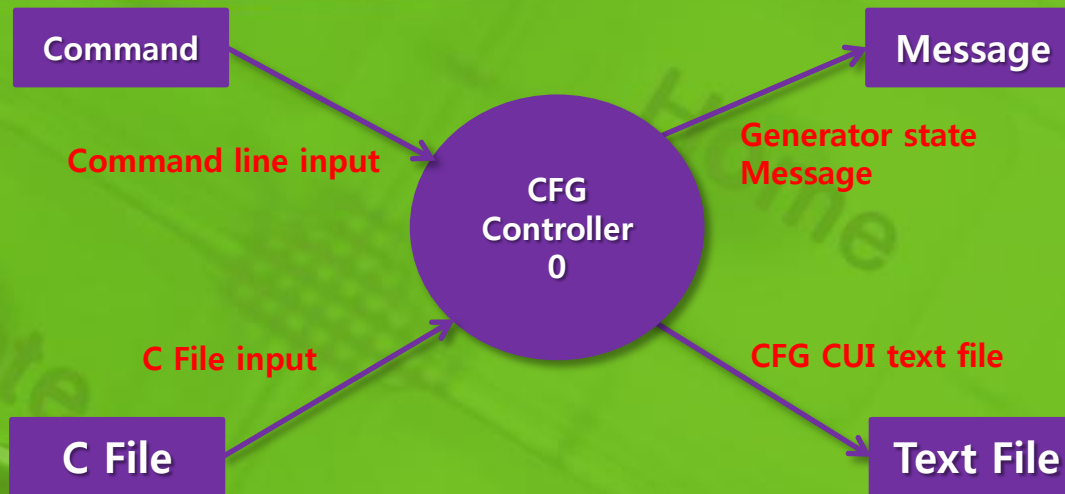 Command
Message
Command line input
Generator state
Message
CFG
Controller
0
C File input
CFG CUI text file
C File
Text File
Home